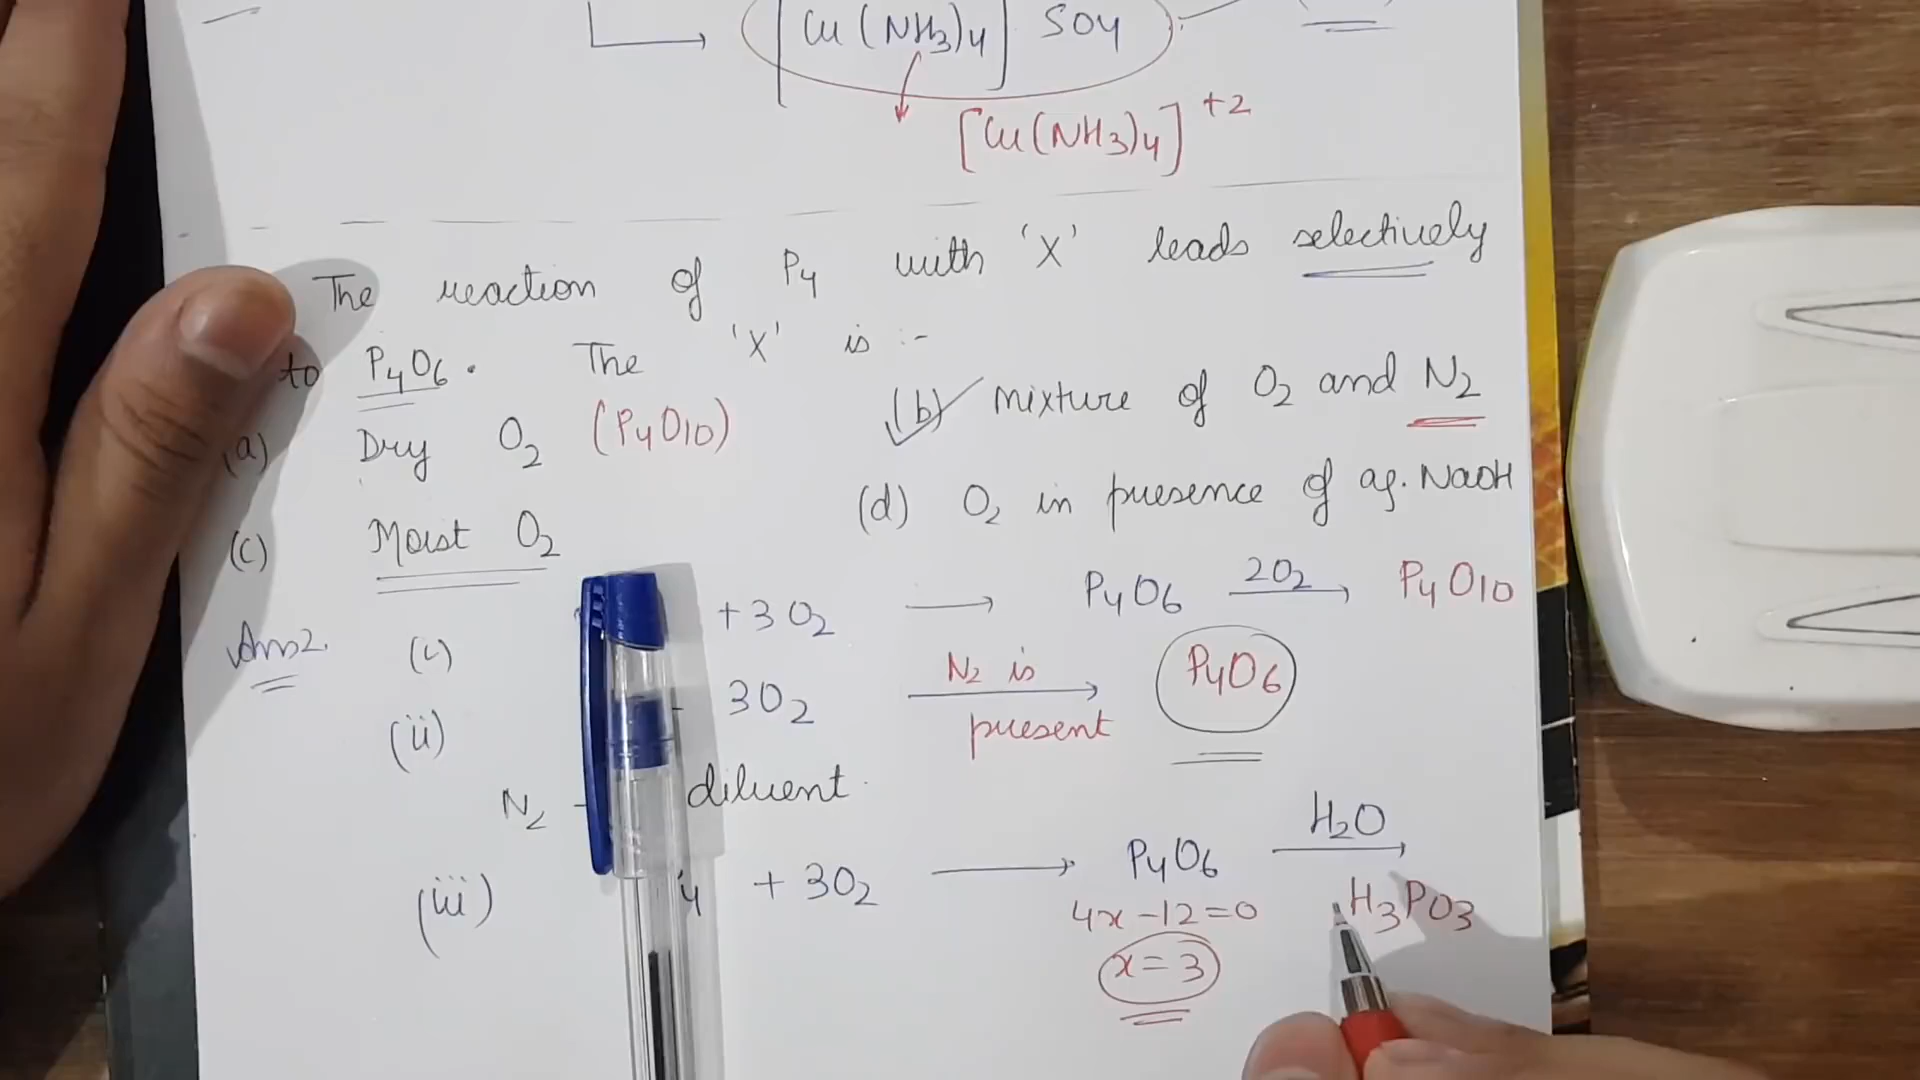 [Cu(NH3)4] SO4
[Cu(NH3)4]+2
The reaction of P4 with 'X' leads selectively
to P4O6. The 'X' is :-
(a) Dry O2 (P4O10) (b) mixture of O2 and N2
(c) Moist O2 (d) O2 in presence of aq. NaOH
Ans2. (i) +3O2 → P4O6 2O2→ P4O10
(ii) 3O2 N2 is present → P4O6
N2 - diluent.
(iii) 4 + 3O2 → P4O6 H2O→
4x-12=0 H3PO3
x=3